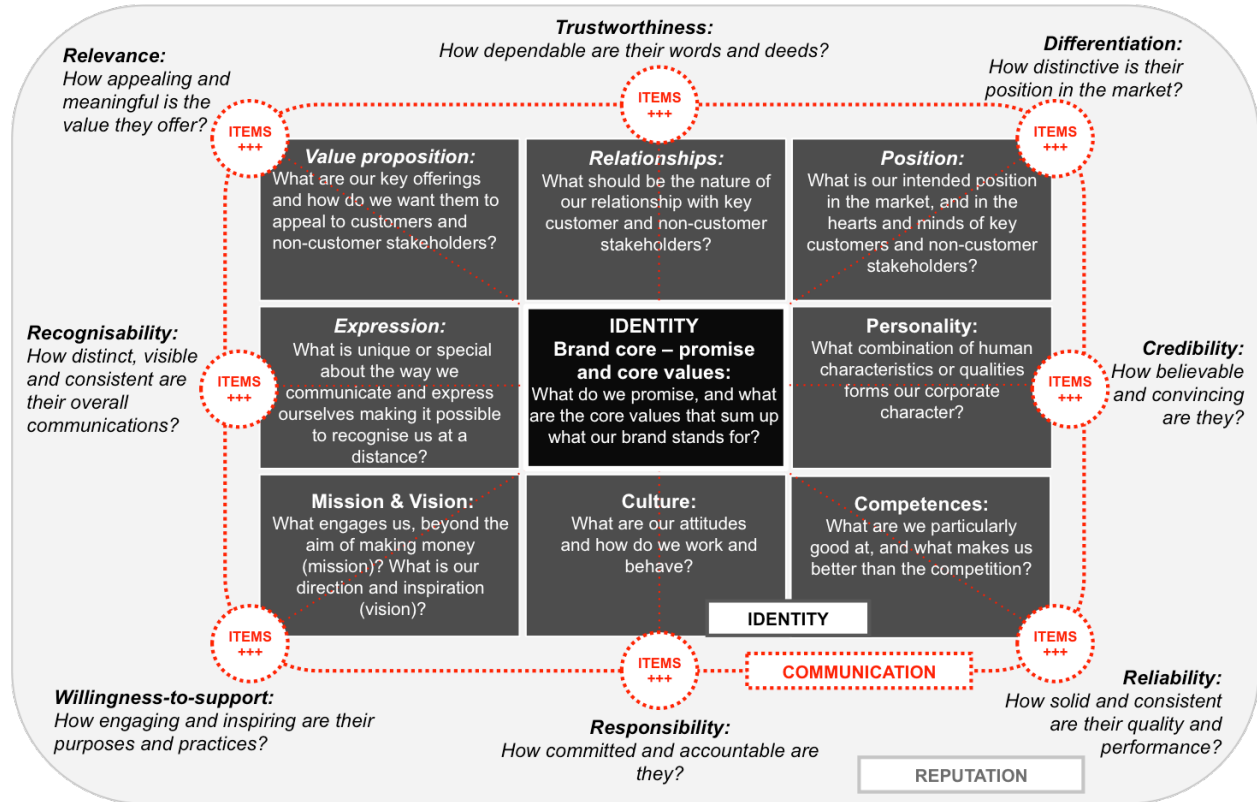 Trustworthiness:
How dependable are their words and deeds?
Relevance:
How appealing and
meaningful is the
value they offer?
Differentiation:
How distinctive is their
position in the market?
ITEMS
+++
ITEMS
+++
ITEMS
+++
Value proposition:
What are our key offerings
and how do we want them to
appeal to customers and
non-customer stakeholders?
Relationships:
What should be the nature of
our relationship with key
customer and non-customer
stakeholders?
Position:
What is our intended position
in the market, and in the
hearts and minds of key
customers and non-customer
stakeholders?
Recognisability:
How distinct, visible
and consistent are
their overall
communications?
ITEMS
+++
Expression:
What is unique or special
about the way we
communicate and express
ourselves making it possible
to recognise us at a
distance?
IDENTITY
Brand core – promise
and core values:
What do we promise, and what
are the core values that sum up
what our brand stands for?
Personality:
What combination of human
characteristics or qualities
forms our corporate
character?
ITEMS
+++
Credibility:
How believable
and convincing
are they?
Mission & Vision:
What engages us, beyond the
aim of making money
(mission)? What is our
direction and inspiration
(vision)?
Culture:
What are our attitudes
and how do we work and
behave?
Competences:
What are we particularly
good at, and what makes us
better than the competition?
IDENTITY
ITEMS
+++
ITEMS
+++
ITEMS
+++
COMMUNICATION
Willingness-to-support:
How engaging and inspiring are their
purposes and practices?
Responsibility:
How committed and accountable are
they?
Reliability:
How solid and consistent
are their quality and
performance?
REPUTATION